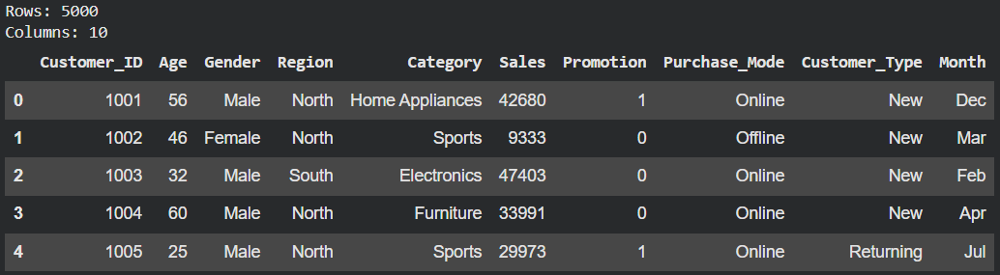 Rows: 5000
Columns: 10
Customer_ID Age Gender Region Category Sales Promotion Purchase_Mode Customer_Type Month
0 1001 56 Male North Home Appliances 42680 1 Online New Dec
1 1002 46 Female North Sports 9333 0 Offline New Mar
2 1003 32 Male South Electronics 47403 0 Online New Feb
3 1004 60 Male North Furniture 33991 0 Online New Apr
4 1005 25 Male North Sports 29973 1 Online Returning Jul